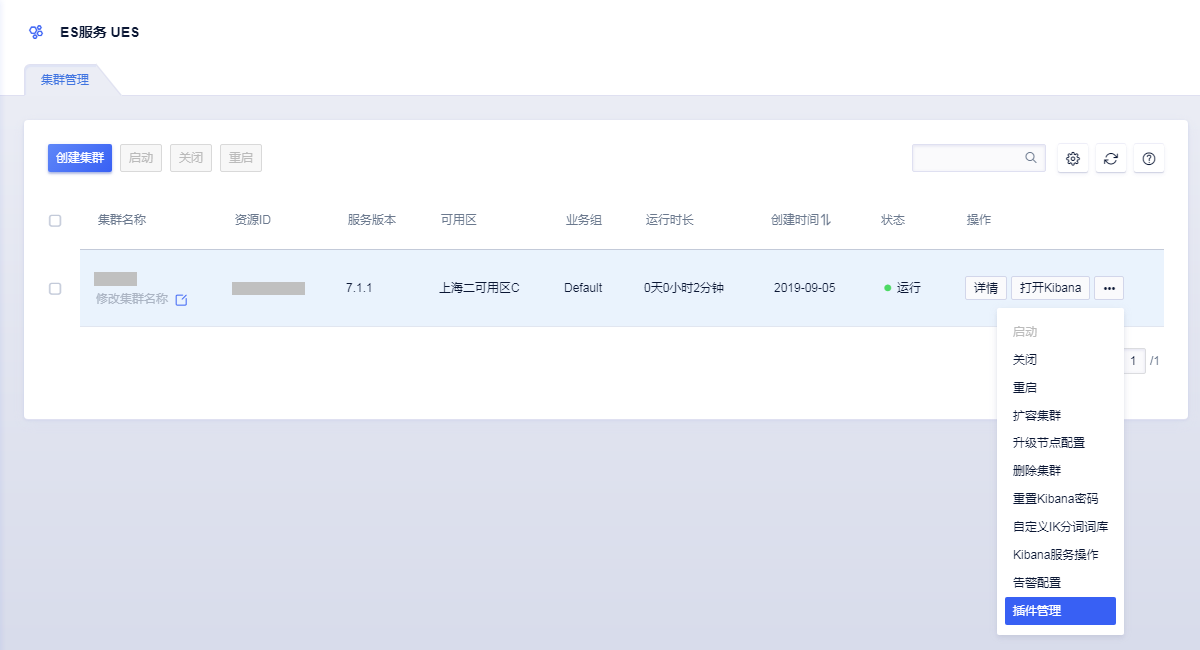 ES服务 UES
集群管理
创建集群 启动 关闭 重启
集群名称 资源ID 服务版本 可用区 业务组 运行时长 创建时间 状态 操作
修改集群名称 7.1.1 上海二可用区C Default 0天0小时2分钟 2019-09-05 运行 详情 打开Kibana
启动
关闭
1 /1
重启
扩容集群
升级节点配置
删除集群
重置Kibana密码
自定义IK分词词库
Kibana服务操作
告警配置
插件管理